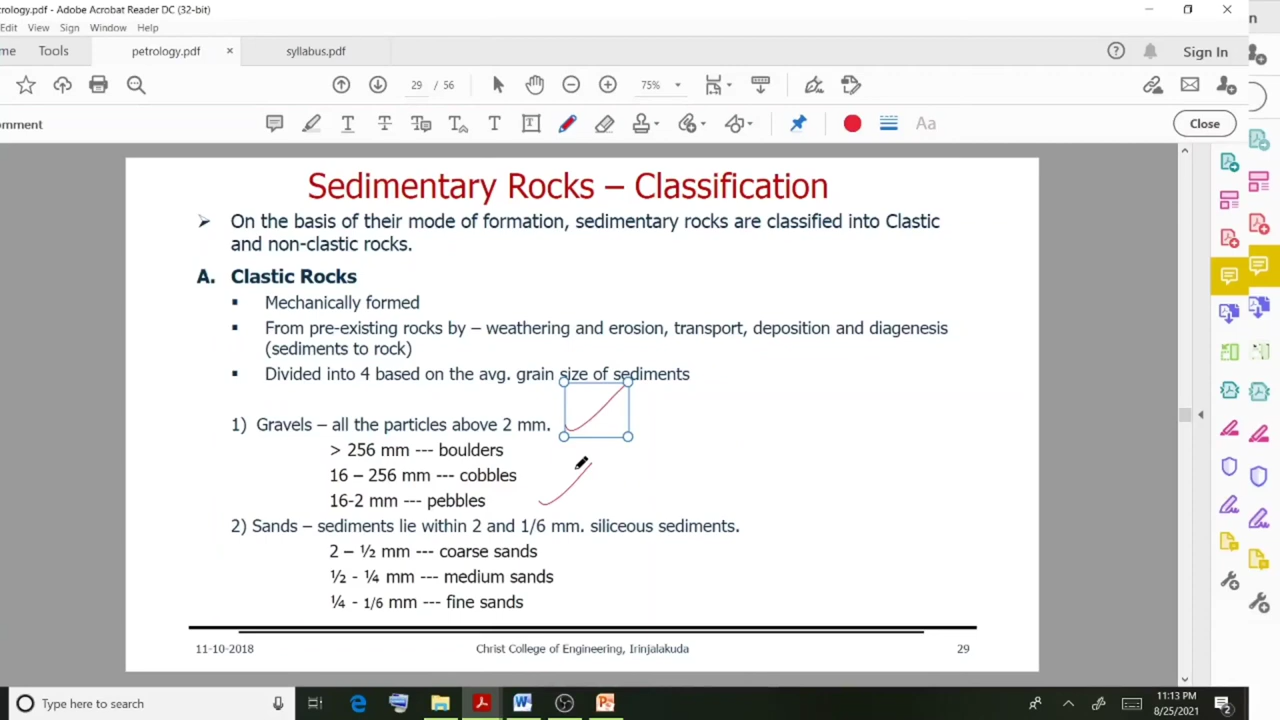 trology.pdf - Adobe Acrobat Reader DC (32-bit)
Edit View Sign Window Help
me Tools petrology.pdf × syllabus.pdf Sign In
29 / 56 75%
omment Aa Close
Sedimentary Rocks – Classification
➢ On the basis of their mode of formation, sedimentary rocks are classified into Clastic
and non-clastic rocks.
A. Clastic Rocks
▪ Mechanically formed
▪ From pre-existing rocks by – weathering and erosion, transport, deposition and diagenesis
(sediments to rock)
▪ Divided into 4 based on the avg. grain size of sediments
1) Gravels – all the particles above 2 mm.
> 256 mm --- boulders
16 – 256 mm --- cobbles
16-2 mm --- pebbles
2) Sands – sediments lie within 2 and 1/6 mm. siliceous sediments.
2 – ½ mm --- coarse sands
½ - ¼ mm --- medium sands
¼ - 1/6 mm --- fine sands
11-10-2018 Christ College of Engineering, Irinjalakuda 29
Type here to search
11:13 PM
8/25/2021
2